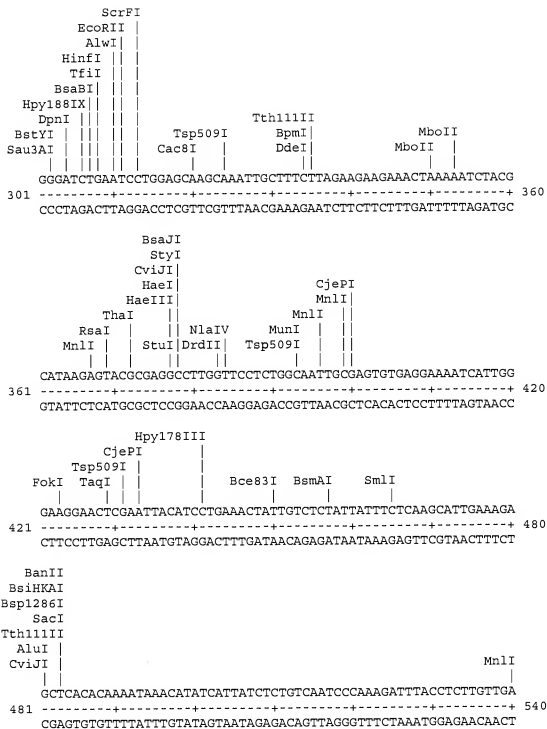 ScrFI
EcoRII
AlwI
HinfI
TfiI
BsaBI
Hpy188IX
DpnI Tth111II
BstYI Tsp509I BpmI MboII
Sau3AI Cac8I DdeI MboII
GGGATCTGAATCCTGGAGCAAGCAAATTGCTTTCTTAGAAGAAGAAACTAAAAATCTACG
301 ---------+---------+---------+---------+---------+---------+ 360
CCCTAGACTTAGGACCTCGTTCGTTTAACGAAAGAATCTTCTTCTTTGATTTTTAGATGC
BsaJI
StyI
CviJI
HaeI CjePI
HaeIII MnlI
ThaI MnlI
RsaI NlaIV MunI
MnlI StuI DrdII Tsp509I
CATAAGAGTACGCGAGGCCTTGGTTCCTCTGGCAATTGCGAGTGTGAGGAAAATCATTGG
361 ---------+---------+---------+---------+---------+---------+ 420
GTATTCTCATGCGCTCCGGAACCAAGGAGACCGTTAACGCTCACACTCCTTTTAGTAACC
Hpy178III
CjePI
Tsp509I
FokI TaqI Bce83I BsmAI SmlI
GAAGGAACTCGAATTACATCCTGAAACTATTGTCTCTATTATTTCTCAAGCATTGAAAGA
421 ---------+---------+---------+---------+---------+---------+ 480
CTTCCTTGAGCTTAATGTAGGACTTTGATAACAGAGATAATAAAGAGTTCGTAACTTTCT
BanII
BsiHKAI
Bsp1286I
SacI
Tth111II
AluI
CviJI MnlI
GCTCACACAAAATAAACATATCATTATCTCTGTCAATCCCAAAGATTTACCTCTTGTTGA
481 ---------+---------+---------+---------+---------+---------+ 540
CGAGTGTGTTTTATTTGTATAGTAATAGAGACAGTTAGGGTTTCTAAATGGAGAACAACT